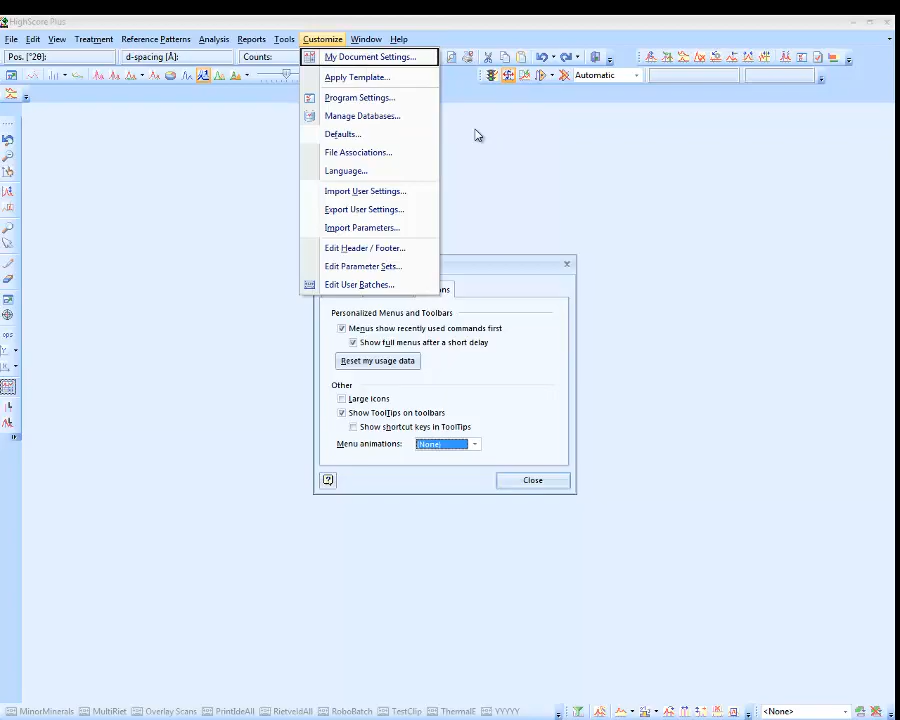 HighScore Plus
File Edit View Treatment Reference Patterns Analysis Reports Tools Customize Window Help
Pos. [°2θ]: d-spacing [Å]: Counts:
Automatic
My Document Settings...
Apply Template...
Program Settings...
Manage Databases...
Defaults...
File Associations...
Language...
Import User Settings...
Export User Settings...
Import Parameters...
Edit Header / Footer...
Edit Parameter Sets...
Edit User Batches...
Personalized Menus and Toolbars
Menus show recently used commands first
Show full menus after a short delay
Reset my usage data
Other
Large icons
Show ToolTips on toolbars
Show shortcut keys in ToolTips
Menu animations: (None)
Close
MinorMinerals MultiRiet Overlay Scans PrintIdeAll RietveldAll RoboBatch TestClip ThermalE YYYYY <None>